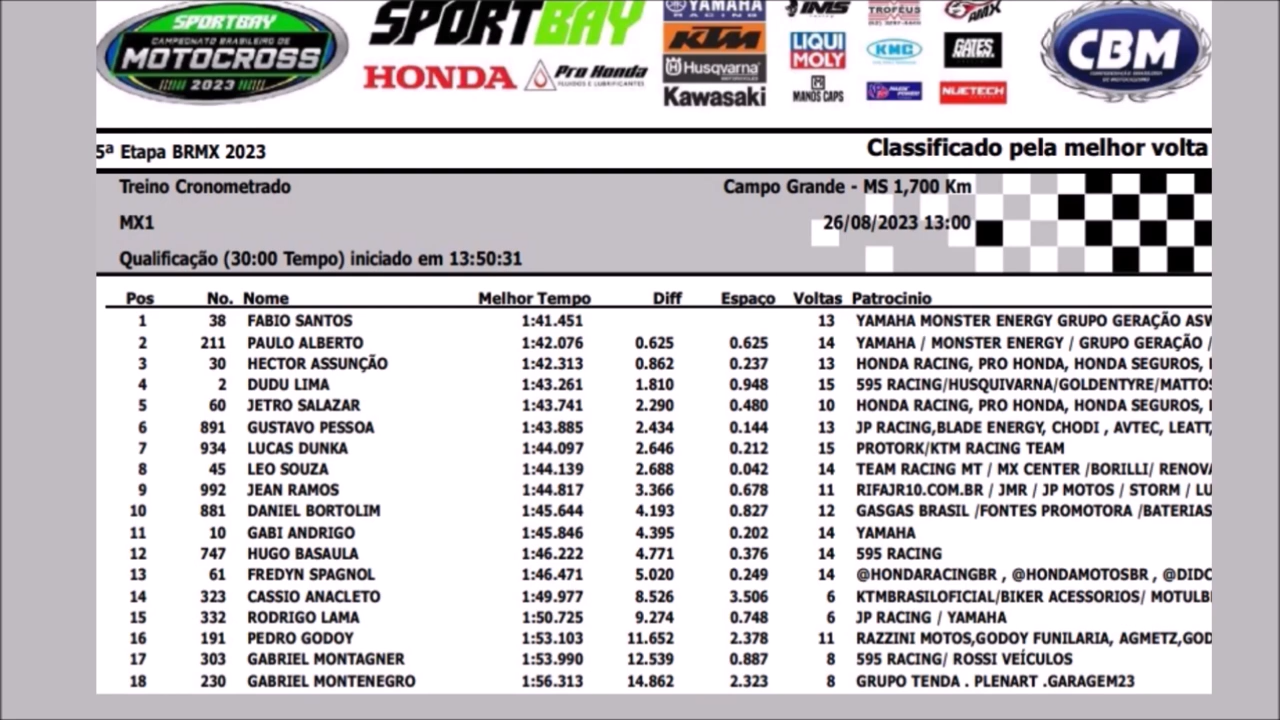 SPORTBAY
CAMPEONATO BRASILEIRO DE
MOTOCROSS
2023
SPORTBAY
HONDA
Pro Honda
FLUIDOS E LUBRIFICANTES
YAMAHA
RACING
KTM
Husqvarna
MOTORCYCLES
Kawasaki
IMS
LIQUI
MOLY
MANOS CAPS
TROFÉUS
KMC
AMX
GATES
NUETECH
CBM
5ª Etapa BRMX 2023 Classificado pela melhor volta
Treino Cronometrado Campo Grande - MS 1,700 Km
MX1 26/08/2023 13:00
Qualificação (30:00 Tempo) iniciado em 13:50:31
Pos No. Nome Melhor Tempo Diff Espaço Voltas Patrocinio
1 38 FABIO SANTOS 1:41.451 13 YAMAHA MONSTER ENERGY GRUPO GERAÇÃO ASW
2 211 PAULO ALBERTO 1:42.076 0.625 0.625 14 YAMAHA / MONSTER ENERGY / GRUPO GERAÇÃO /
3 30 HECTOR ASSUNÇÃO 1:42.313 0.862 0.237 13 HONDA RACING, PRO HONDA, HONDA SEGUROS,
4 2 DUDU LIMA 1:43.261 1.810 0.948 15 595 RACING/HUSQUIVARNA/GOLDENTYRE/MATTOS
5 60 JETRO SALAZAR 1:43.741 2.290 0.480 10 HONDA RACING, PRO HONDA, HONDA SEGUROS,
6 891 GUSTAVO PESSOA 1:43.885 2.434 0.144 13 JP RACING,BLADE ENERGY, CHODI , AVTEC, LEATT,
7 934 LUCAS DUNKA 1:44.097 2.646 0.212 15 PROTORK/KTM RACING TEAM
8 45 LEO SOUZA 1:44.139 2.688 0.042 14 TEAM RACING MT / MX CENTER /BORILLI/ RENOVA
9 992 JEAN RAMOS 1:44.817 3.366 0.678 11 RIFAJR10.COM.BR / JMR / JP MOTOS / STORM / LU
10 881 DANIEL BORTOLIM 1:45.644 4.193 0.827 12 GASGAS BRASIL /FONTES PROMOTORA /BATERIAS
11 10 GABI ANDRIGO 1:45.846 4.395 0.202 14 YAMAHA
12 747 HUGO BASAULA 1:46.222 4.771 0.376 14 595 RACING
13 61 FREDYN SPAGNOL 1:46.471 5.020 0.249 14 @HONDARACINGBR , @HONDAMOTOSBR , @DIDC
14 323 CASSIO ANACLETO 1:49.977 8.526 3.506 6 KTMBRASILOFICIAL/BIKER ACESSORIOS/ MOTULB
15 332 RODRIGO LAMA 1:50.725 9.274 0.748 6 JP RACING / YAMAHA
16 191 PEDRO GODOY 1:53.103 11.652 2.378 11 RAZZINI MOTOS,GODOY FUNILARIA, AGMETZ,GOD
17 303 GABRIEL MONTAGNER 1:53.990 12.539 0.887 8 595 RACING/ ROSSI VEÍCULOS
18 230 GABRIEL MONTENEGRO 1:56.313 14.862 2.323 8 GRUPO TENDA . PLENART .GARAGEM23